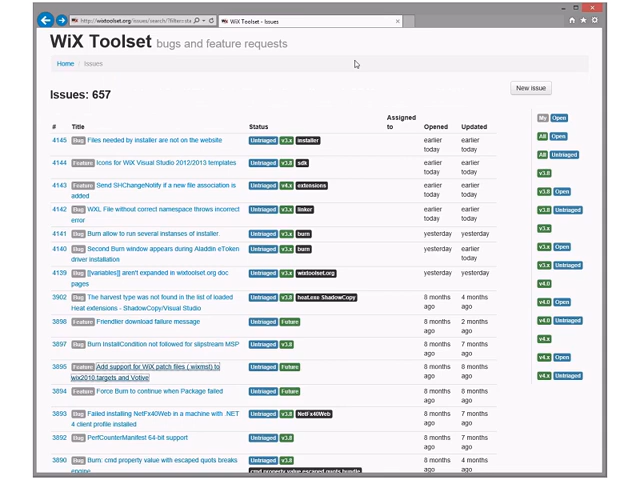 http://wixtoolset.org/issues/search/?filter=sta
WiX Toolset - Issues
WiX Toolset bugs and feature requests
Home / Issues
Issues: 657
New issue
# Title Status Assigned to Opened Updated
4145 Bug Files needed by installer are not on the website Untriaged v3.x installer earlier today earlier today
4144 Feature Icons for WiX Visual Studio 2012/2013 templates Untriaged v3.8 sdk earlier today earlier today
4143 Feature Send SHChangeNotify if a new file association is added Untriaged v4.x extensions earlier today earlier today
4142 Bug WXL File without correct namespace throws incorrect error Untriaged v3.x linker earlier today earlier today
4141 Bug Burn allow to run several instanses of installer. Untriaged v3.x burn yesterday yesterday
4140 Bug Second Burn window appears during Aladdin eToken driver installation Untriaged v3.x burn yesterday earlier today
4139 Bug [[variables]] aren't expanded in wixtoolset.org doc pages Untriaged v3.x wixtoolset.org yesterday yesterday
3902 Bug The harvest type was not found in the list of loaded Heat extensions - ShadowCopy/Visual Studio Untriaged v3.8 heat.exe ShadowCopy 8 months ago 4 months ago
3898 Feature Friendlier download failure message Untriaged Future 8 months ago 2 months ago
3897 Bug Burn InstallCondition not followed for slipstream MSP Untriaged v3.8 8 months ago 7 months ago
3895 Feature Add support for WiX patch files (.wixmst) to wix2010.targets and Votive Untriaged Future 8 months ago 8 months ago
3894 Feature Force Burn to continue when Package failed Untriaged Future 8 months ago 8 months ago
3893 Bug Failed installing NetFx40Web in a machine with .NET 4 client profile installed Untriaged v3.8 NetFx40Web 8 months ago 7 months ago
3892 Bug PerfCounterManifest 64-bit support Untriaged v3.8 8 months ago 7 months ago
3890 Bug Burn: cmd property value with escaped quots breaks engine Untriaged v3.8 cmd property value escaped quots bundle 8 months ago 4 months ago
My Open
All Open
All Untriaged
v3.8
v3.8 Open
v3.8 Untriaged
v3.x
v3.x Open
v3.x Untriaged
v4.0
v4.0 Open
v4.0 Untriaged
v4.x
v4.x Open
v4.x Untriaged